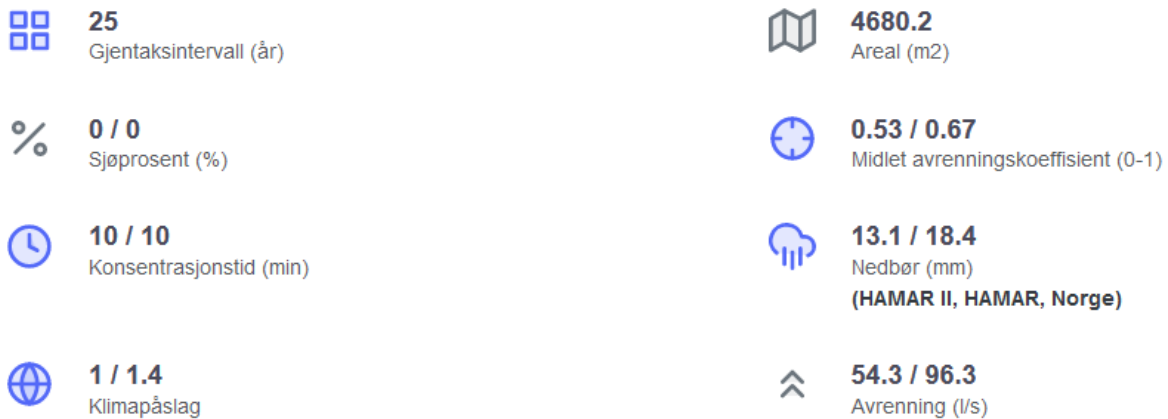 25
Gjentaksintervall (år)
4680.2
Areal (m2)
0 / 0
Sjøprosent (%)
0.53 / 0.67
Midlet avrenningskoeffisient (0-1)
10 / 10
Konsentrasjonstid (min)
13.1 / 18.4
Nedbør (mm)
(HAMAR II, HAMAR, Norge)
1 / 1.4
Klimapåslag
54.3 / 96.3
Avrenning (l/s)